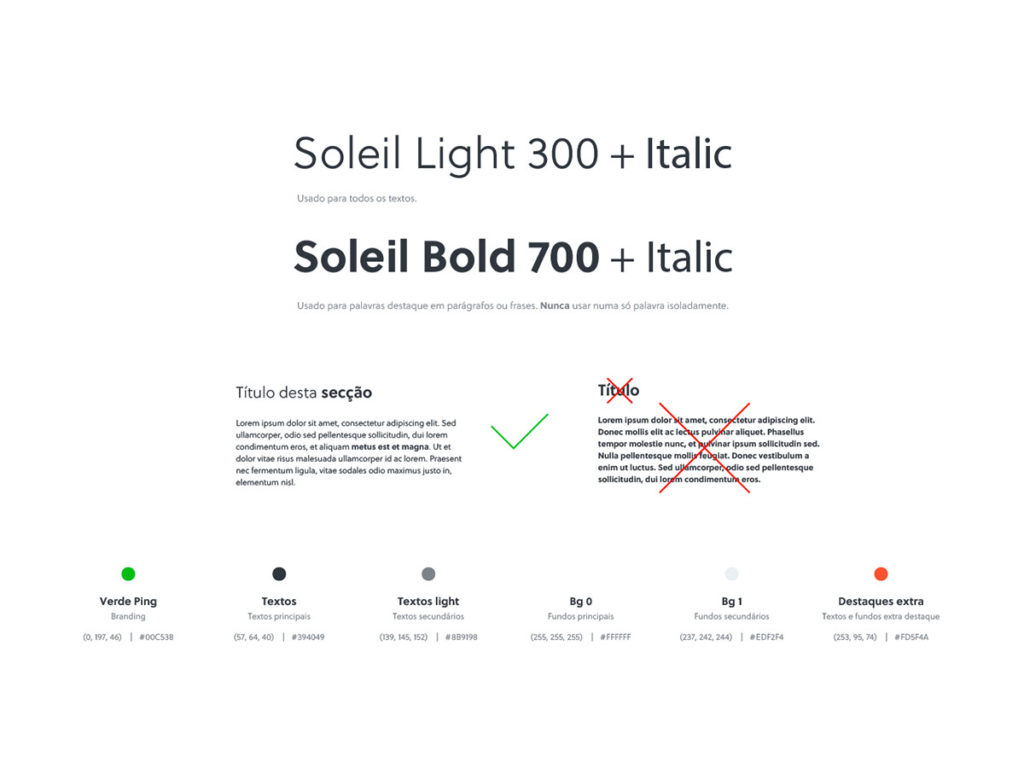 Soleil Light 300 + Italic
Usado para todos os textos.
Soleil Bold 700 + Italic
Usado para palavras destaque em parágrafos ou frases. Nunca usar numa só palavra isoladamente.
Título desta secção
Lorem ipsum dolor sit amet, consectetur adipiscing elit. Sed
ullamcorper, odio sed pellentesque sollicitudin, dui lorem
condimentum eros, et aliquam metus est et magna. Ut et
dolor vitae risus malesuada ullamcorper id ac lorem. Praesent
nec fermentum ligula, vitae sodales odio maximus justo in,
elementum nisl.
Título
Lorem ipsum dolor sit amet, consectetur adipiscing elit.
Donec mollis elit ac lectus pulvinar aliquet. Phasellus
tempor molestie nunc, et pulvinar ipsum sollicitudin sed.
Nulla pellentesque mollis feugiat. Donec vestibulum a
enim ut luctus. Sed ullamcorper, odio sed pellentesque
sollicitudin, dui lorem condimentum eros.
Verde Ping
Branding
(0, 197, 46) | #00C538
Textos
Textos principais
(57, 64, 40) | #394049
Textos light
Textos secundários
(139, 145, 152) | #8B9198
Bg 0
Fundos principais
(255, 255, 255) | #FFFFFF
Bg 1
Fundos secundários
(237, 242, 244) | #EDF2F4
Destaques extra
Textos e fundos extra destaque
(253, 95, 74) | #FD5F4A